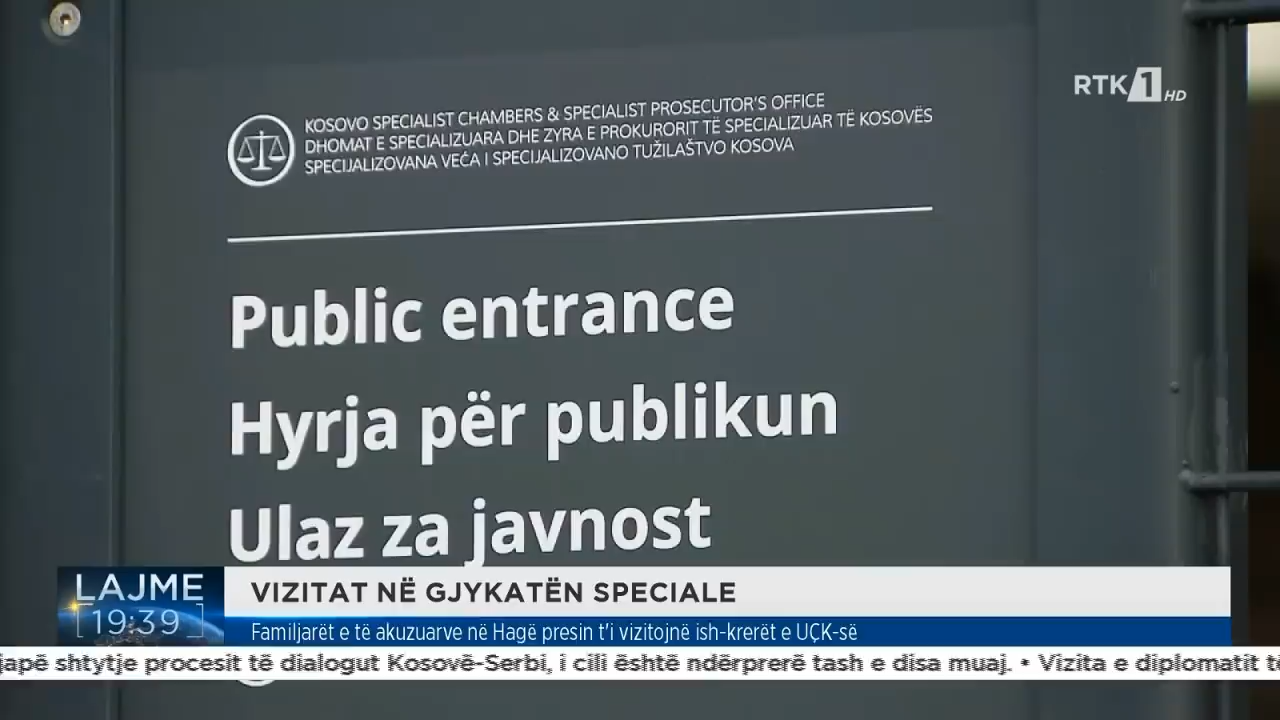 RTK 1 HD
KOSOVO SPECIALIST CHAMBERS & SPECIALIST PROSECUTOR'S OFFICE
DHOMAT E SPECIALIZUARA DHE ZYRA E PROKURORIT TË SPECIALIZUAR TË KOSOVËS
SPECIJALIZOVANA VEĆA I SPECIJALIZOVANO TUŽILAŠTVO KOSOVA
Public entrance
Hyrja për publikun
Ulaz za javnost
LAJME
19:39
VIZITAT NË GJYKATËN SPECIALE
Familjarët e të akuzuarve në Hagë presin t'i vizitojnë ish-krerët e UÇK-së
japë shtytje procesit të dialogut Kosovë-Serbi, i cili është ndërprerë tash e disa muaj. • Vizita e diplomatit